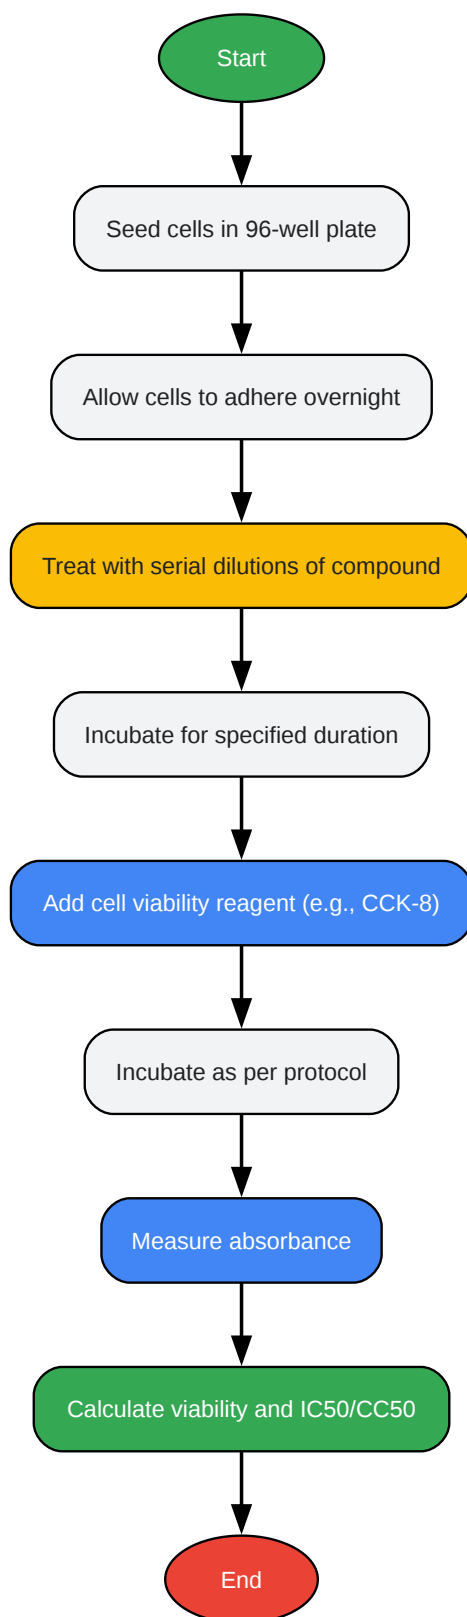 Start
Seed cells in 96-well plate
Allow cells to adhere overnight
Treat with serial dilutions of compound
Incubate for specified duration
Add cell viability reagent (e.g., CCK-8)
Incubate as per protocol
Measure absorbance
Calculate viability and IC50/CC50
End